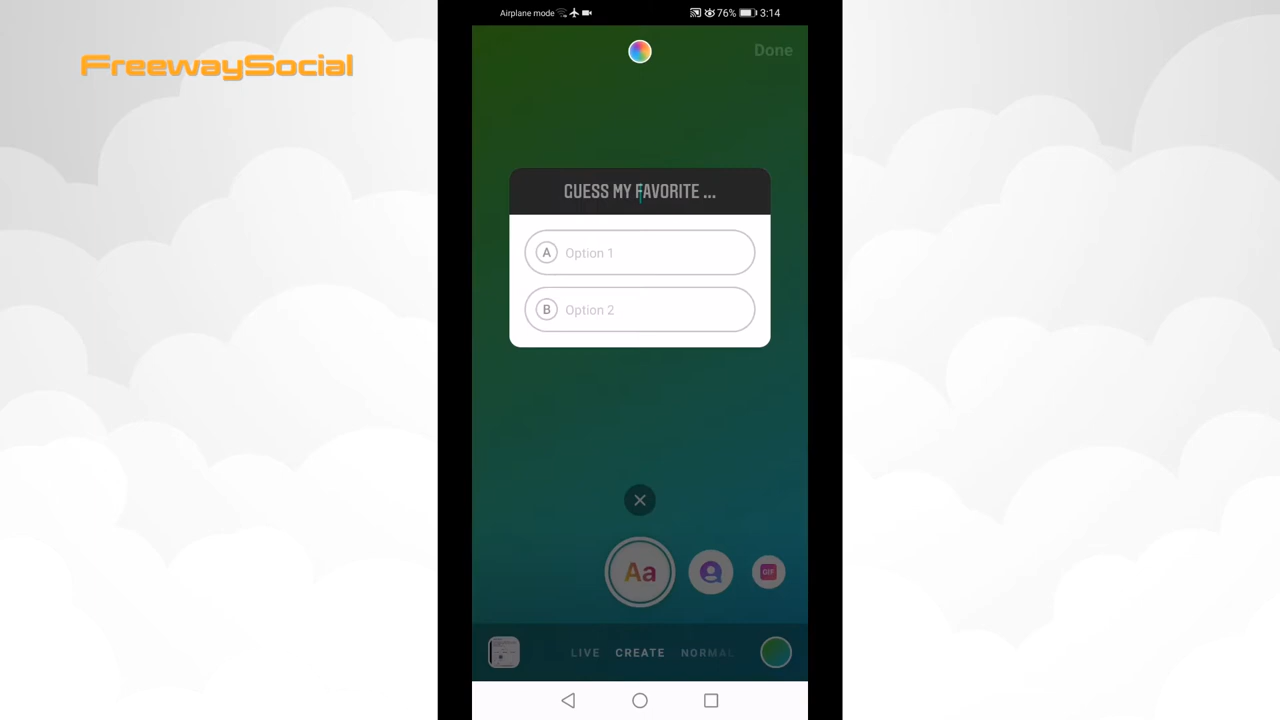 Airplane mode
76% 3:14
FreewaySocial
Done
GUESS MY FAVORITE ...
A Option 1
B Option 2
Aa
GIF
LIVE CREATE NORMAL